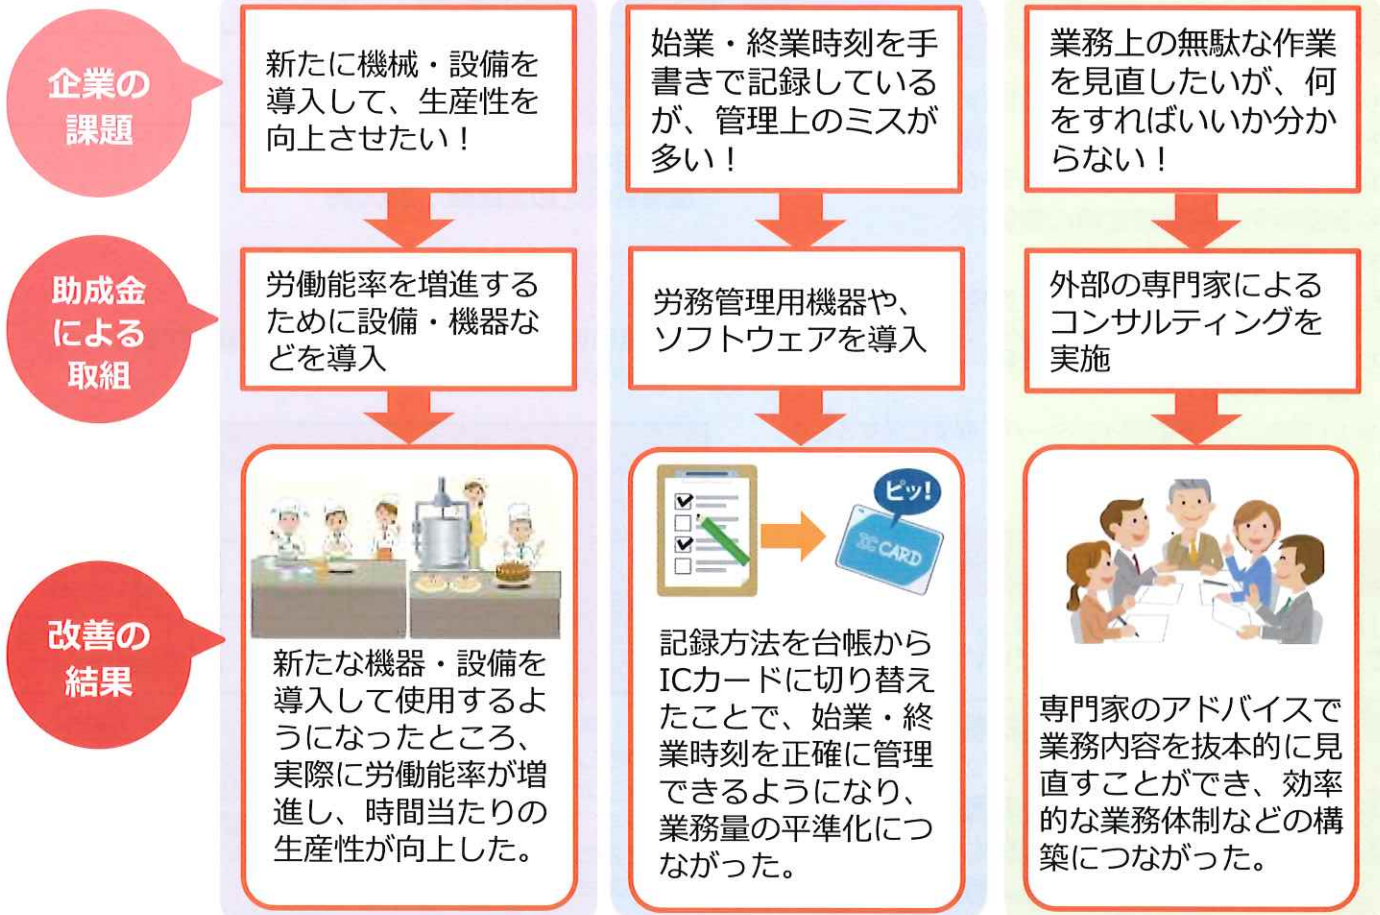 企業の
課題
新たに機械・設備を
導入して、生産性を
向上させたい！
始業・終業時刻を手
書きで記録している
が、管理上のミスが
多い！
業務上の無駄な作業
を見直したいが、何
をすればいいか分か
らない！
助成金
による
取組
労働能率を増進する
ために設備・機器な
どを導入
労務管理用機器や、
ソフトウェアを導入
外部の専門家による
コンサルティングを
実施
改善の
結果
新たな機器・設備を
導入して使用するよ
うになったところ、
実際に労働能率が増
進し、時間当たりの
生産性が向上した。
ピッ!
IC CARD
記録方法を台帳から
ICカードに切り替え
たことで、始業・終
業時刻を正確に管理
できるようになり、
業務量の平準化につ
ながった。
専門家のアドバイスで
業務内容を抜本的に見
直すことができ、効率
的な業務体制などの構
築につながった。